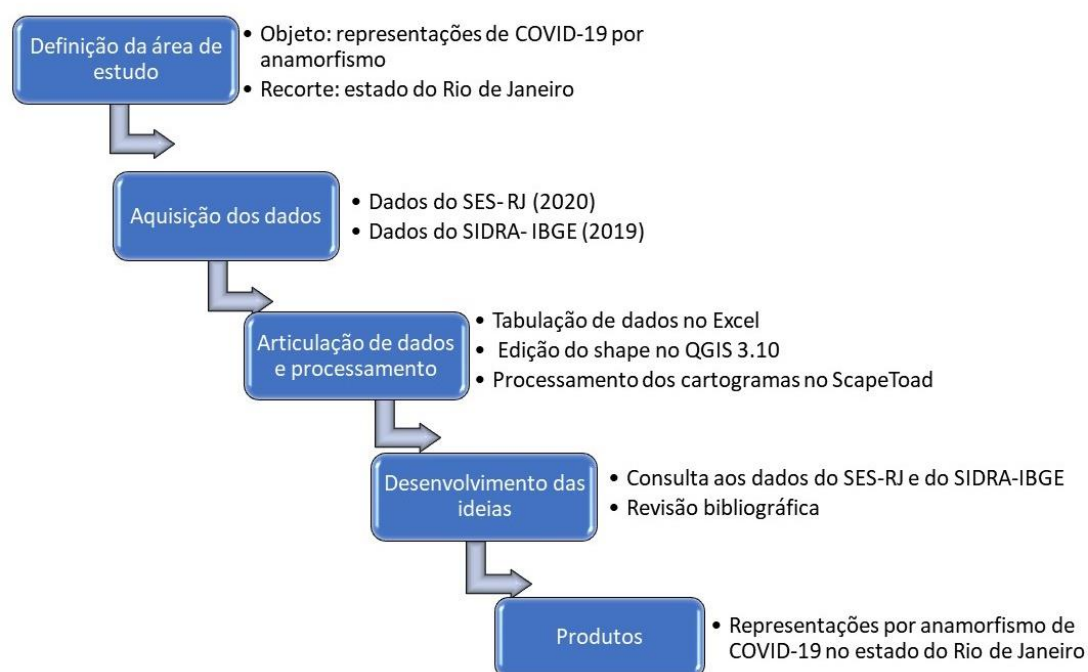 Definição da área de
estudo
• Objeto: representações de COVID-19 por
anamorfismo
• Recorte: estado do Rio de Janeiro
Aquisição dos dados
• Dados do SES- RJ (2020)
• Dados do SIDRA- IBGE (2019)
Articulação de dados
e processamento
• Tabulação de dados no Excel
• Edição do shape no QGIS 3.10
• Processamento dos cartogramas no ScapeToad
Desenvolvimento das
ideias
• Consulta aos dados do SES-RJ e do SIDRA-IBGE
• Revisão bibliográfica
Produtos
• Representações por anamorfismo de
COVID-19 no estado do Rio de Janeiro